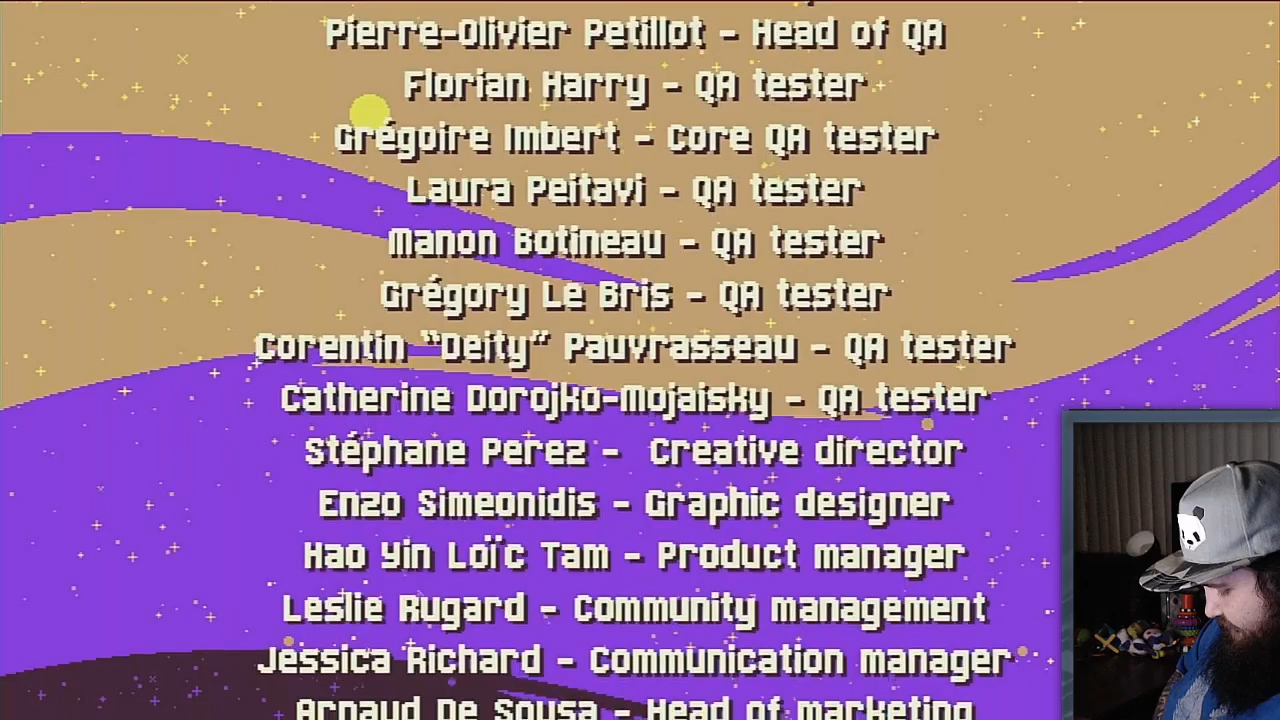 Pierre-Olivier Petillot - Head of QA
Florian Harry - QA tester
Grégoire Imbert - Core QA tester
Laura Peitavi - QA tester
Manon Botineau - QA tester
Grégory Le Bris - QA tester
Corentin "Deity" Pauvrasseau - QA tester
Catherine Dorojko-Mojaisky - QA tester
Stéphane Perez - Creative director
Enzo Simeonidis - Graphic designer
Hao Yin Loïc Tam - Product manager
Leslie Rugard - Community management
Jessica Richard - Communication manager
Arnaud De Sousa - Head of marketing